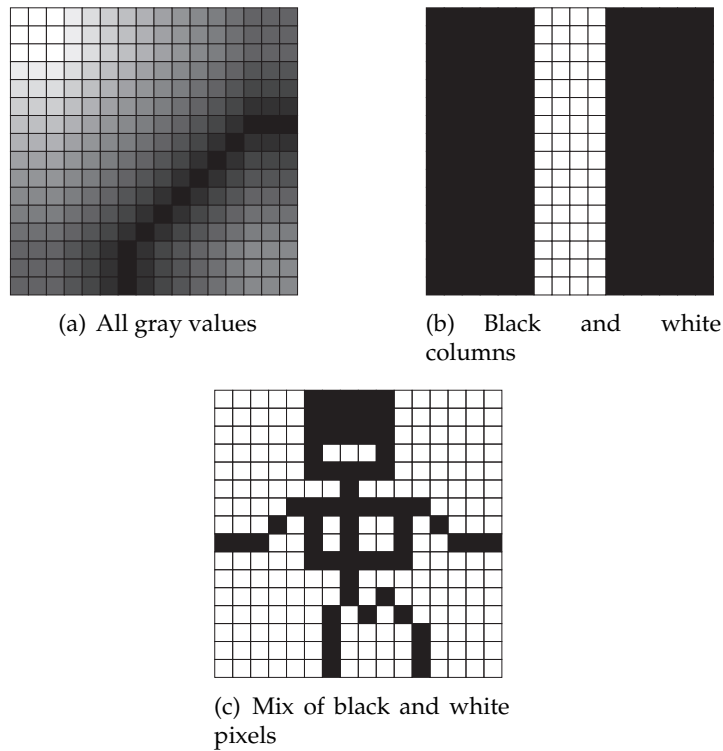 (a) All gray values
(b) Black and white
columns
(c) Mix of black and white
pixels